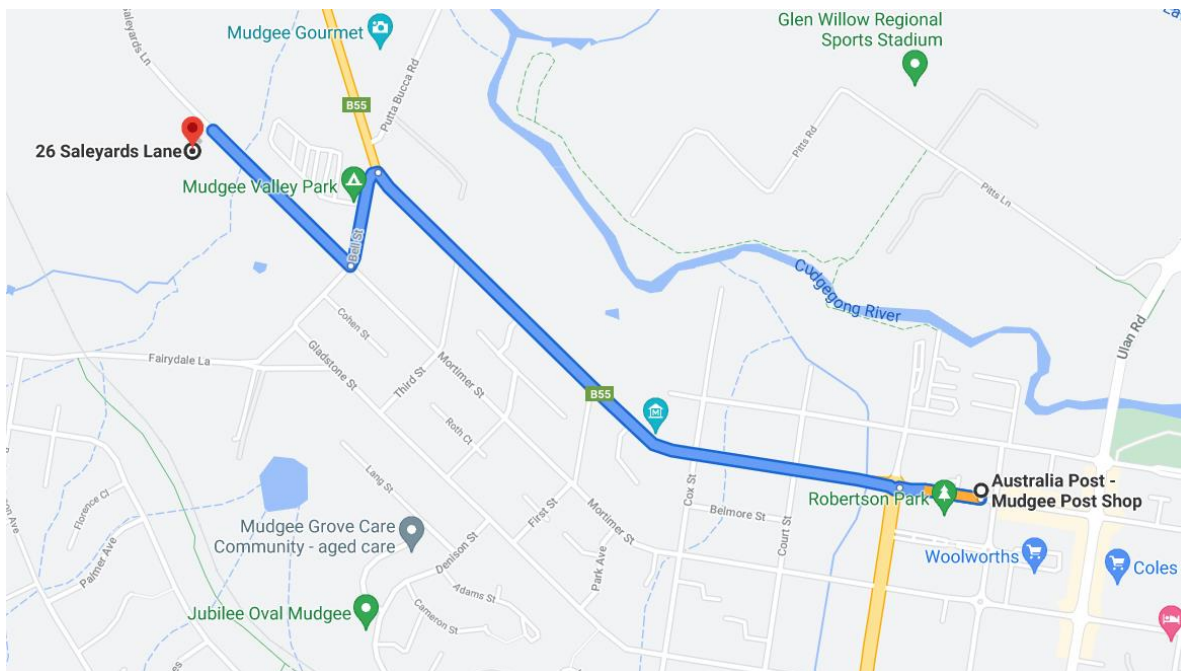 Saleyards Ln
Mudgee Gourmet
B55
Putta Bucca Rd
Glen Willow Regional
Sports Stadium
26 Saleyards Lane
Mudgee Valley Park
Pitts Rd
Pitts Ln
Bell St
Cudgegong River
Ulan Rd
Cohen St
Fairydale La
Gladstone St
Third St
Mortimer St
B55
Roth Ct
Lang St
Cox St
Robertson Park
Australia Post -
Mudgee Post Shop
Florence Cl
Mudgee Grove Care
Community - aged care
First St
Mortimer St
Belmore St
Court St
Woolworths
Coles
Palmer Ave
Denison St
Park Ave
Adams St
Jubilee Oval Mudgee
Cameron St